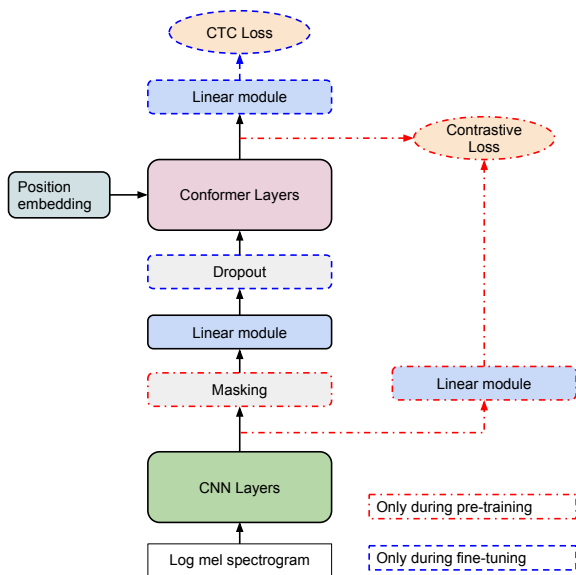 CTC Loss
Linear module
Contrastive
Loss
Position
embedding
Conformer Layers
Dropout
Linear module
Masking
Linear module
CNN Layers
Only during pre-training
Log mel spectrogram
Only during fine-tuning